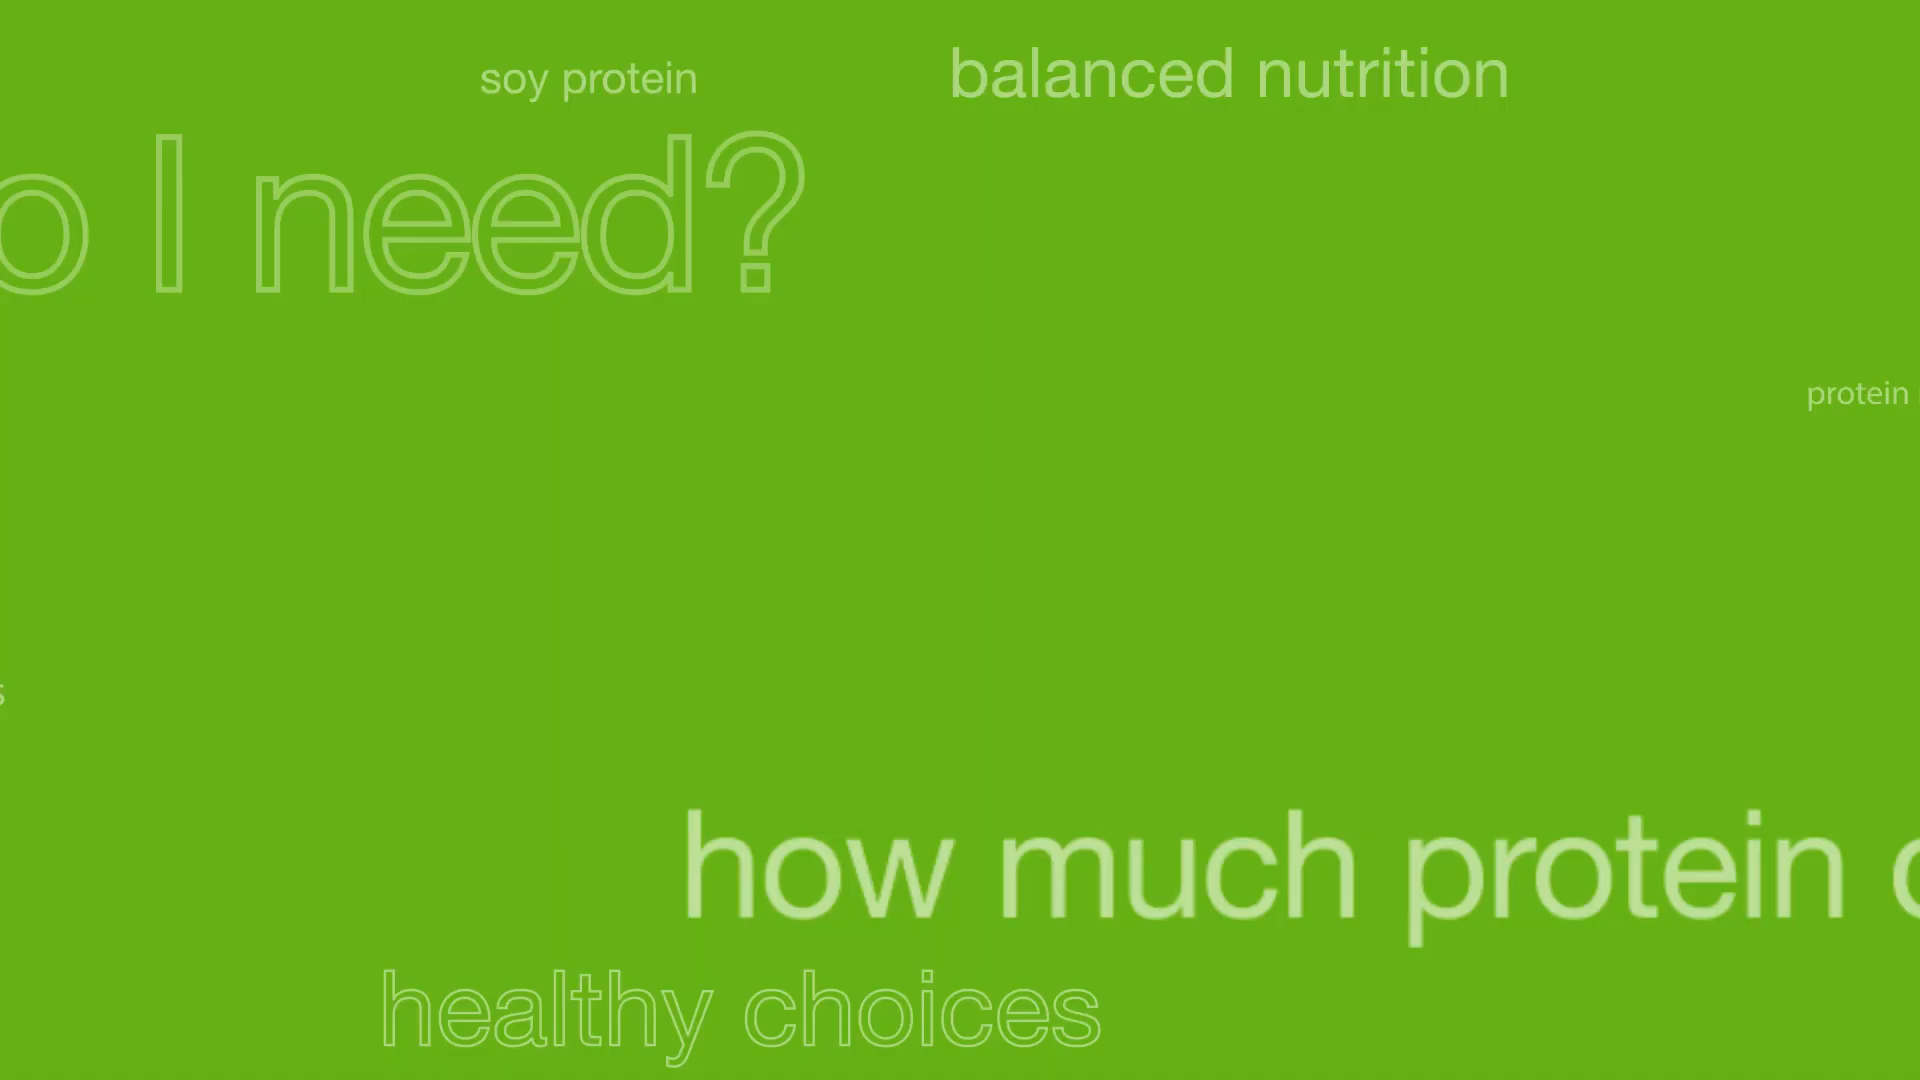 soy protein
balanced nutrition
o I need?
protein
s
how much protein
healthy choices